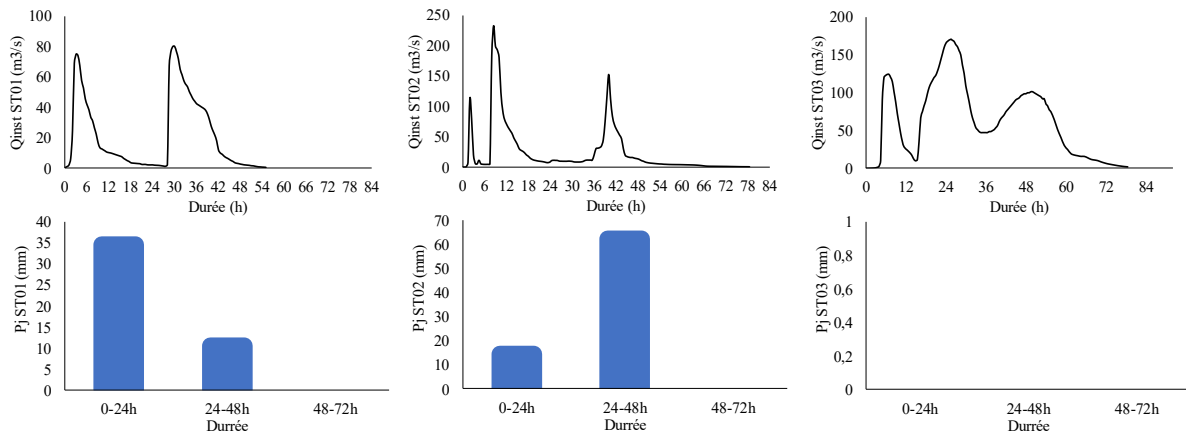 Qinst ST01 (m3/s)
100
80
60
40
20
0
0 6 12 18 24 30 36 42 48 54 60 66 72 78 84
Durée (h)
Qinst ST02 (m3/s)
250
200
150
100
50
0
0 6 12 18 24 30 36 42 48 54 60 66 72 78 84
Durée (h)
Qinst ST03 (m3/s)
200
150
100
50
0
0 12 24 36 48 60 72 84
Durée (h)
Pj ST01 (mm)
40
35
30
25
20
15
10
5
0
0-24h 24-48h 48-72h
Durrée
Pj ST02 (mm)
70
60
50
40
30
20
10
0
0-24h 24-48h 48-72h
Durrée
Pj ST03 (mm)
1
0,8
0,6
0,4
0,2
0
0-24h 24-48h 48-72h
Durrée